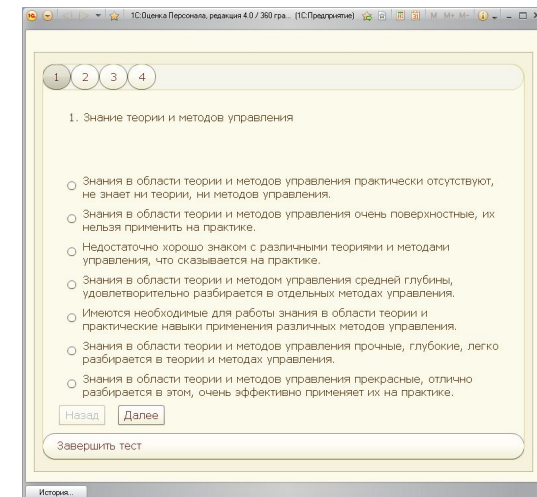 1С:Оценка Персонала, редакция 4.0 / 360 гра... (1С:Предприятие)
M M+ M-
1 2 3 4
1. Знание теории и методов управления
Знания в области теории и методов управления практически отсутствуют,
не знает ни теории, ни методов управления.
Знания в области теории и методов управления очень поверхностные, их
нельзя применить на практике.
Недостаточно хорошо знаком с различными теориями и методами
управления, что сказывается на практике.
Знания в области теории и методом управления средней глубины,
удовлетворительно разбирается в отдельных методах управления.
Имеются необходимые для работы знания в области теории и
практические навыки применения различных методов управления.
Знания в области теории и методов управления прочные, глубокие, легко
разбирается в теории и методах управления.
Знания в области теории и методов управления прекрасные, отлично
разбирается в этом, очень эффективно применяет их на практике.
Назад Далее
Завершить тест
История...